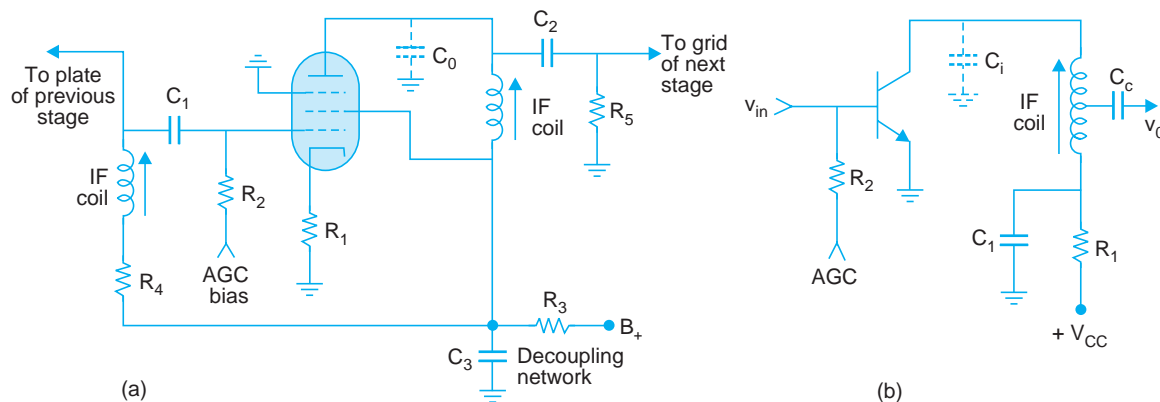 To plate
of previous
stage
C1
IF
coil
R4
R2
AGC
bias
R1
C0
C2
IF
coil
R5
To grid
of next
stage
R3
B+
C3
Decoupling
network
(a)
vin
R2
AGC
Ci
IF
coil
Cc
v0
C1
R1
+ VCC
(b)